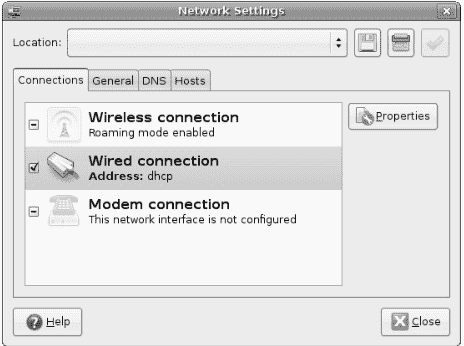 Network Settings
Location:
Connections General DNS Hosts
Wireless connection
Roaming mode enabled
Properties
Wired connection
Address: dhcp
Modem connection
This network interface is not configured
Help Close